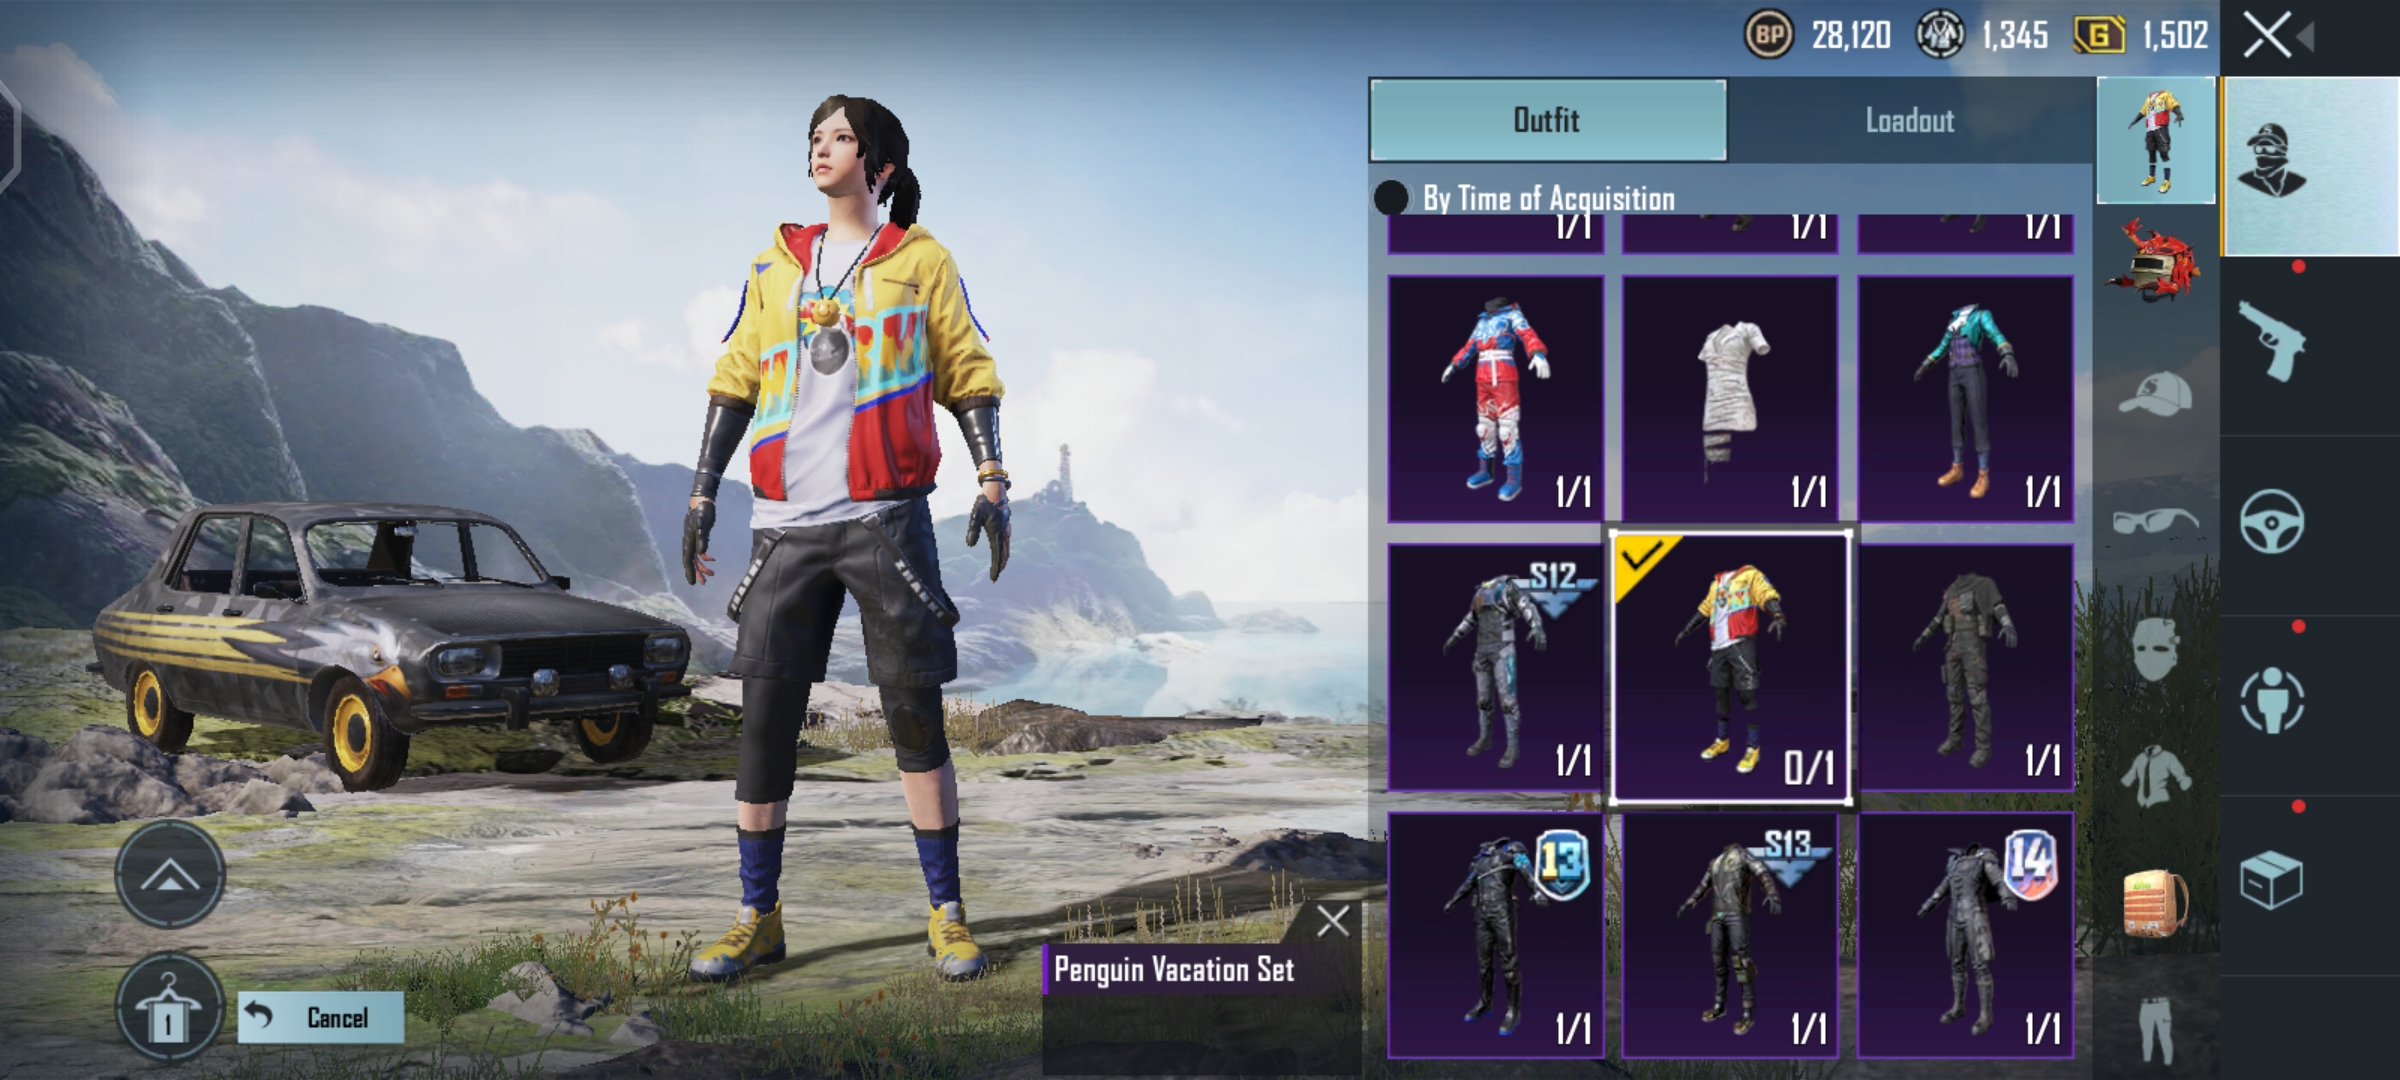 BP 28,120 1,345 G 1,502
Outfit
Loadout
By Time of Acquisition
1/1 1/1 1/1
1/1 1/1 1/1
S12
1/1 0/1 1/1
13 S13 14
1/1 1/1 1/1
Penguin Vacation Set
1
Cancel